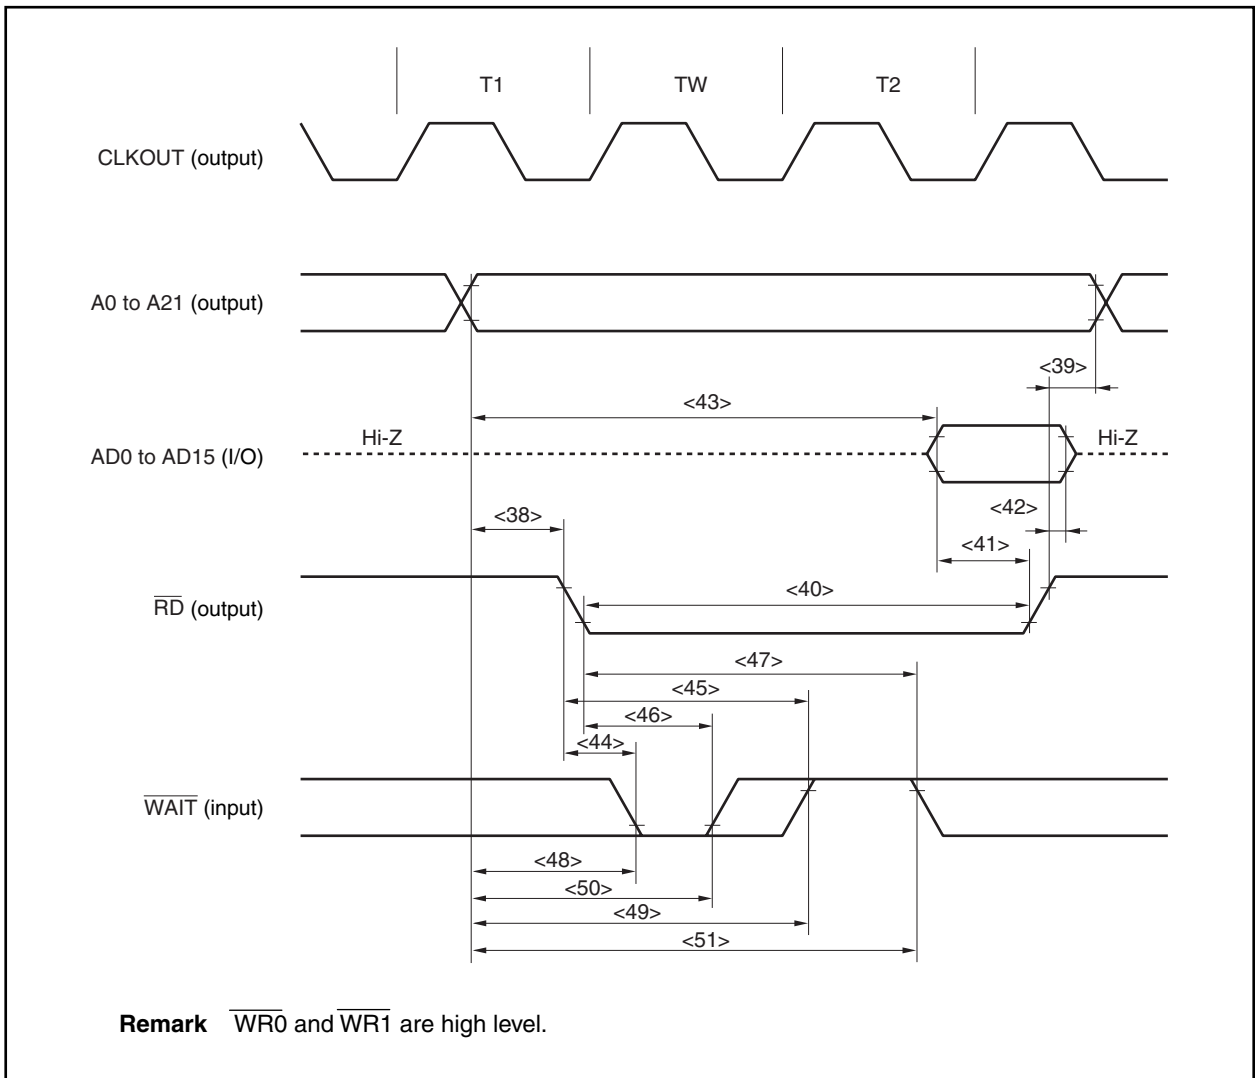 T1 TW T2
CLKOUT (output)
A0 to A21 (output)
<39>
<43>
Hi-Z Hi-Z
AD0 to AD15 (I/O)
<38> <42>
<41>
<40>
RD (output)
<47>
<45>
<46>
<44>
WAIT (input)
<48>
<50>
<49>
<51>
Remark WR0 and WR1 are high level.